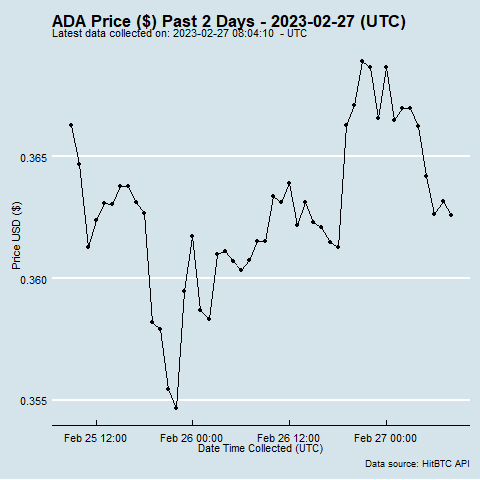 ADA Price ($) Past 2 Days - 2023-02-27 (UTC)
Latest data collected on: 2023-02-27 08:04:10 - UTC
Price USD ($)
0.365
0.360
0.355
Feb 25 12:00
Feb 26 00:00
Feb 26 12:00
Feb 27 00:00
Date Time Collected (UTC)
Data source: HitBTC API